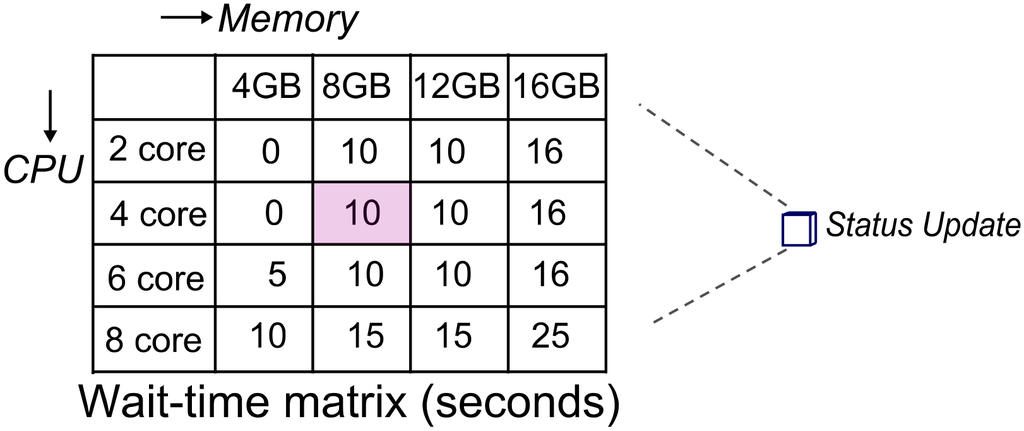 Memory
4GB 8GB 12GB 16GB
CPU
2 core 0 10 10 16
4 core 0 10 10 16
6 core 5 10 10 16
8 core 10 15 15 25
Status Update
Wait-time matrix (seconds)